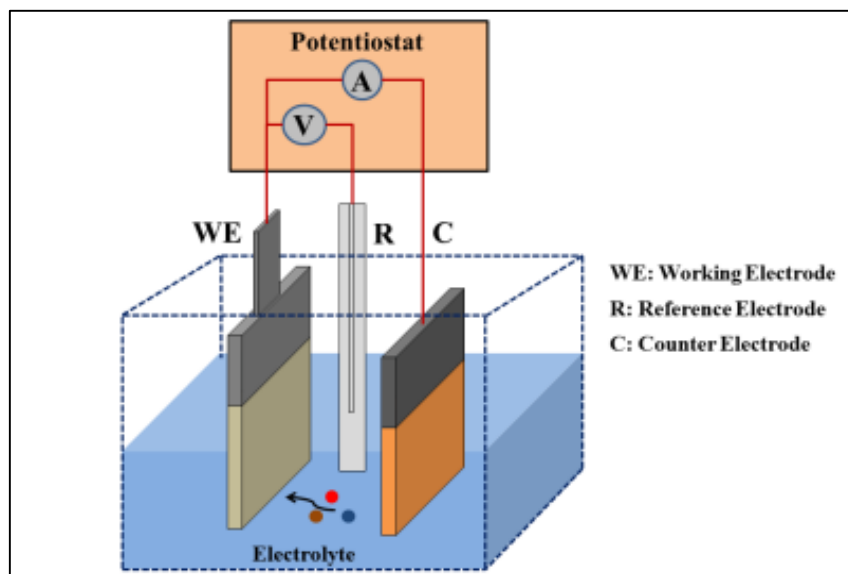 Potentiostat
A
V
WE
R
C
WE: Working Electrode
R: Reference Electrode
C: Counter Electrode
Electrolyte